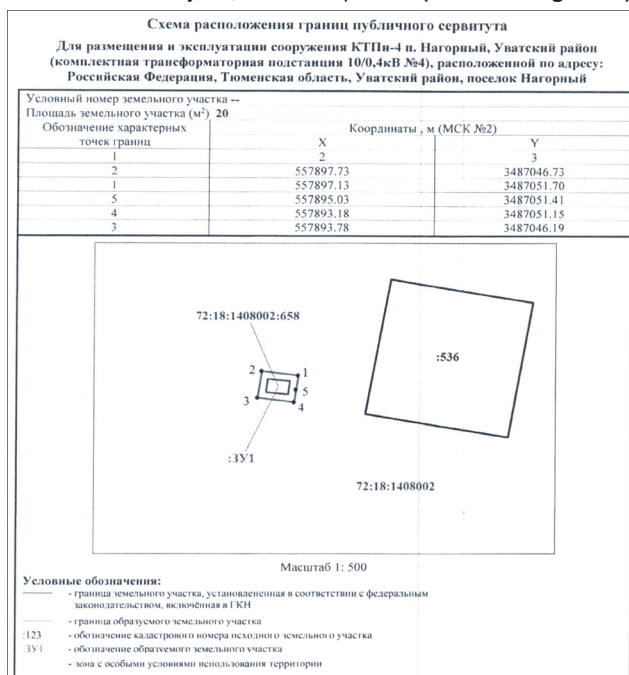 Схема расположения границ публичного сервитута
Для размещения и эксплуатации сооружения КТПн-4 п. Нагорный, Уватский район
(комплектная трансформаторная подстанция 10/0,4кВ №4), расположенной по адресу:
Российская Федерация, Тюменская область, Уватский район, поселок Нагорный
Условный номер земельного участка --
Площадь земельного участка (м²) 20
Обозначение характерных точек границ Координаты , м (МСК №2)
X Y
1 2 3
2 557897.73 3487046.73
1 557897.13 3487051.70
5 557895.03 3487051.41
4 557893.18 3487051.15
3 557893.78 3487046.19
72:18:1408002:658
:536
2 1
5
3 4
:ЗУ1
72:18:1408002
Масштаб 1: 500
Условные обозначения:
- граница земельного участка, установлененная в соответствии с федеральным
законодательством, включённая в ГКН
- граница образуемого земельного участка
:123 - обозначение кадастрового номера исходного земельного участка
:ЗУ1 - обозначение образуемого земельного участка
- зона с особыми условиями использования территории